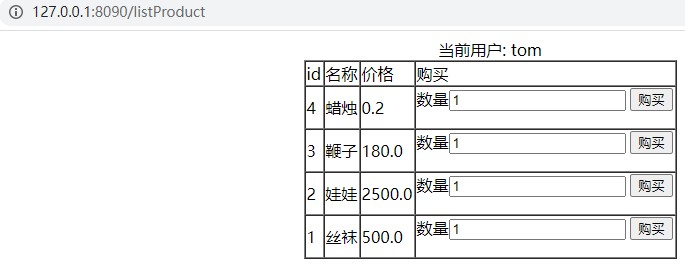 127.0.0.1:8090/listProduct
当前用户: tom
id 名称 价格 购买
4 蜡烛 0.2 数量 1 购买
3 鞭子 180.0 数量 1 购买
2 娃娃 2500.0 数量 1 购买
1 丝袜 500.0 数量 1 购买